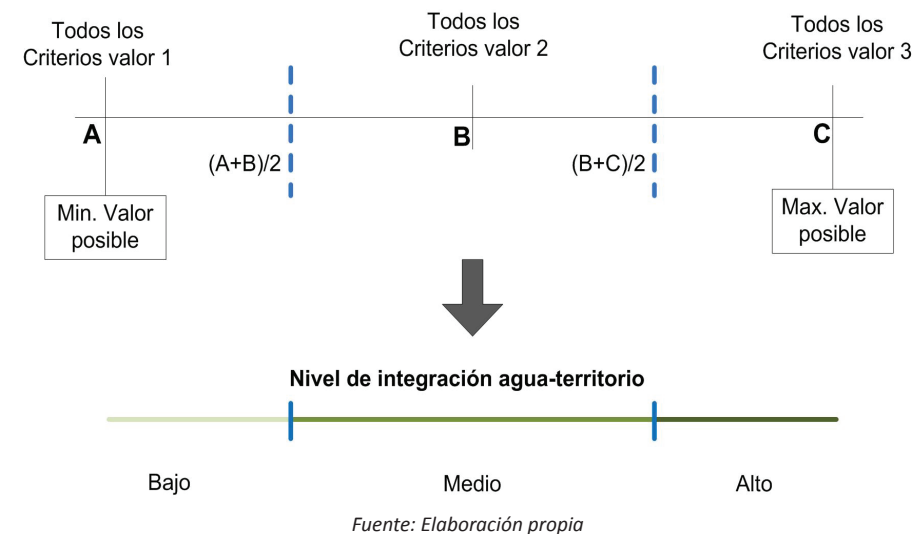 Todos los
Criterios valor 1
Todos los
Criterios valor 2
Todos los
Criterios valor 3
A
B
C
(A+B)/2
(B+C)/2
Min. Valor
posible
Max. Valor
posible
Nivel de integración agua-territorio
Bajo
Medio
Alto
Fuente: Elaboración propia